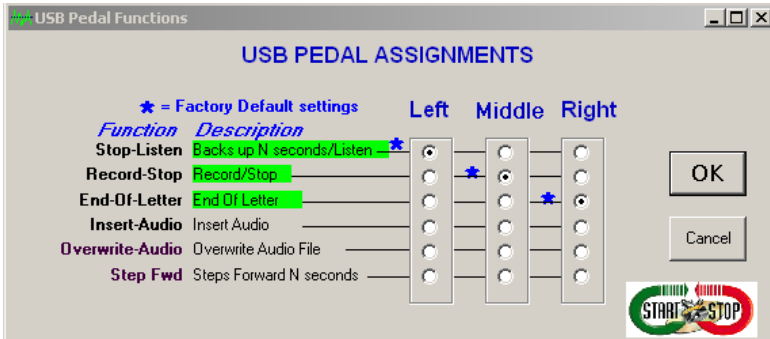 USB Pedal Functions
USB PEDAL ASSIGNMENTS
* = Factory Default settings
Left Middle Right
Function Description
Stop-Listen Backs up N seconds/Listen *
Record-Stop Record/Stop *
End-Of-Letter End Of Letter *
Insert-Audio Insert Audio
Overwrite-Audio Overwrite Audio File
Step Fwd Steps Forward N seconds
OK
Cancel
START STOP